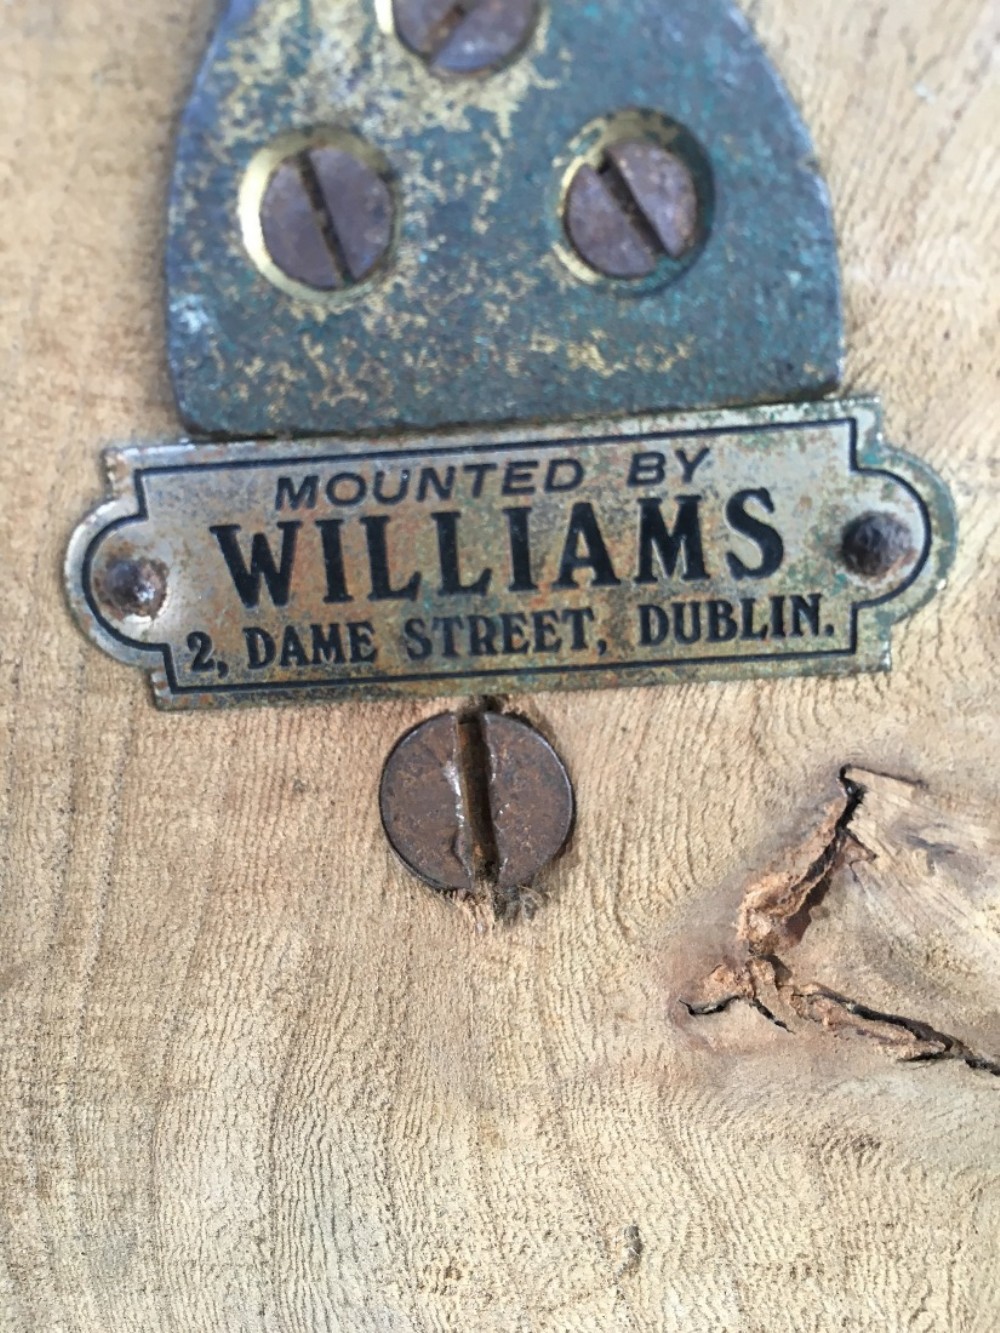 MOUNTED BY
WILLIAMS
2, DAME STREET, DUBLIN.